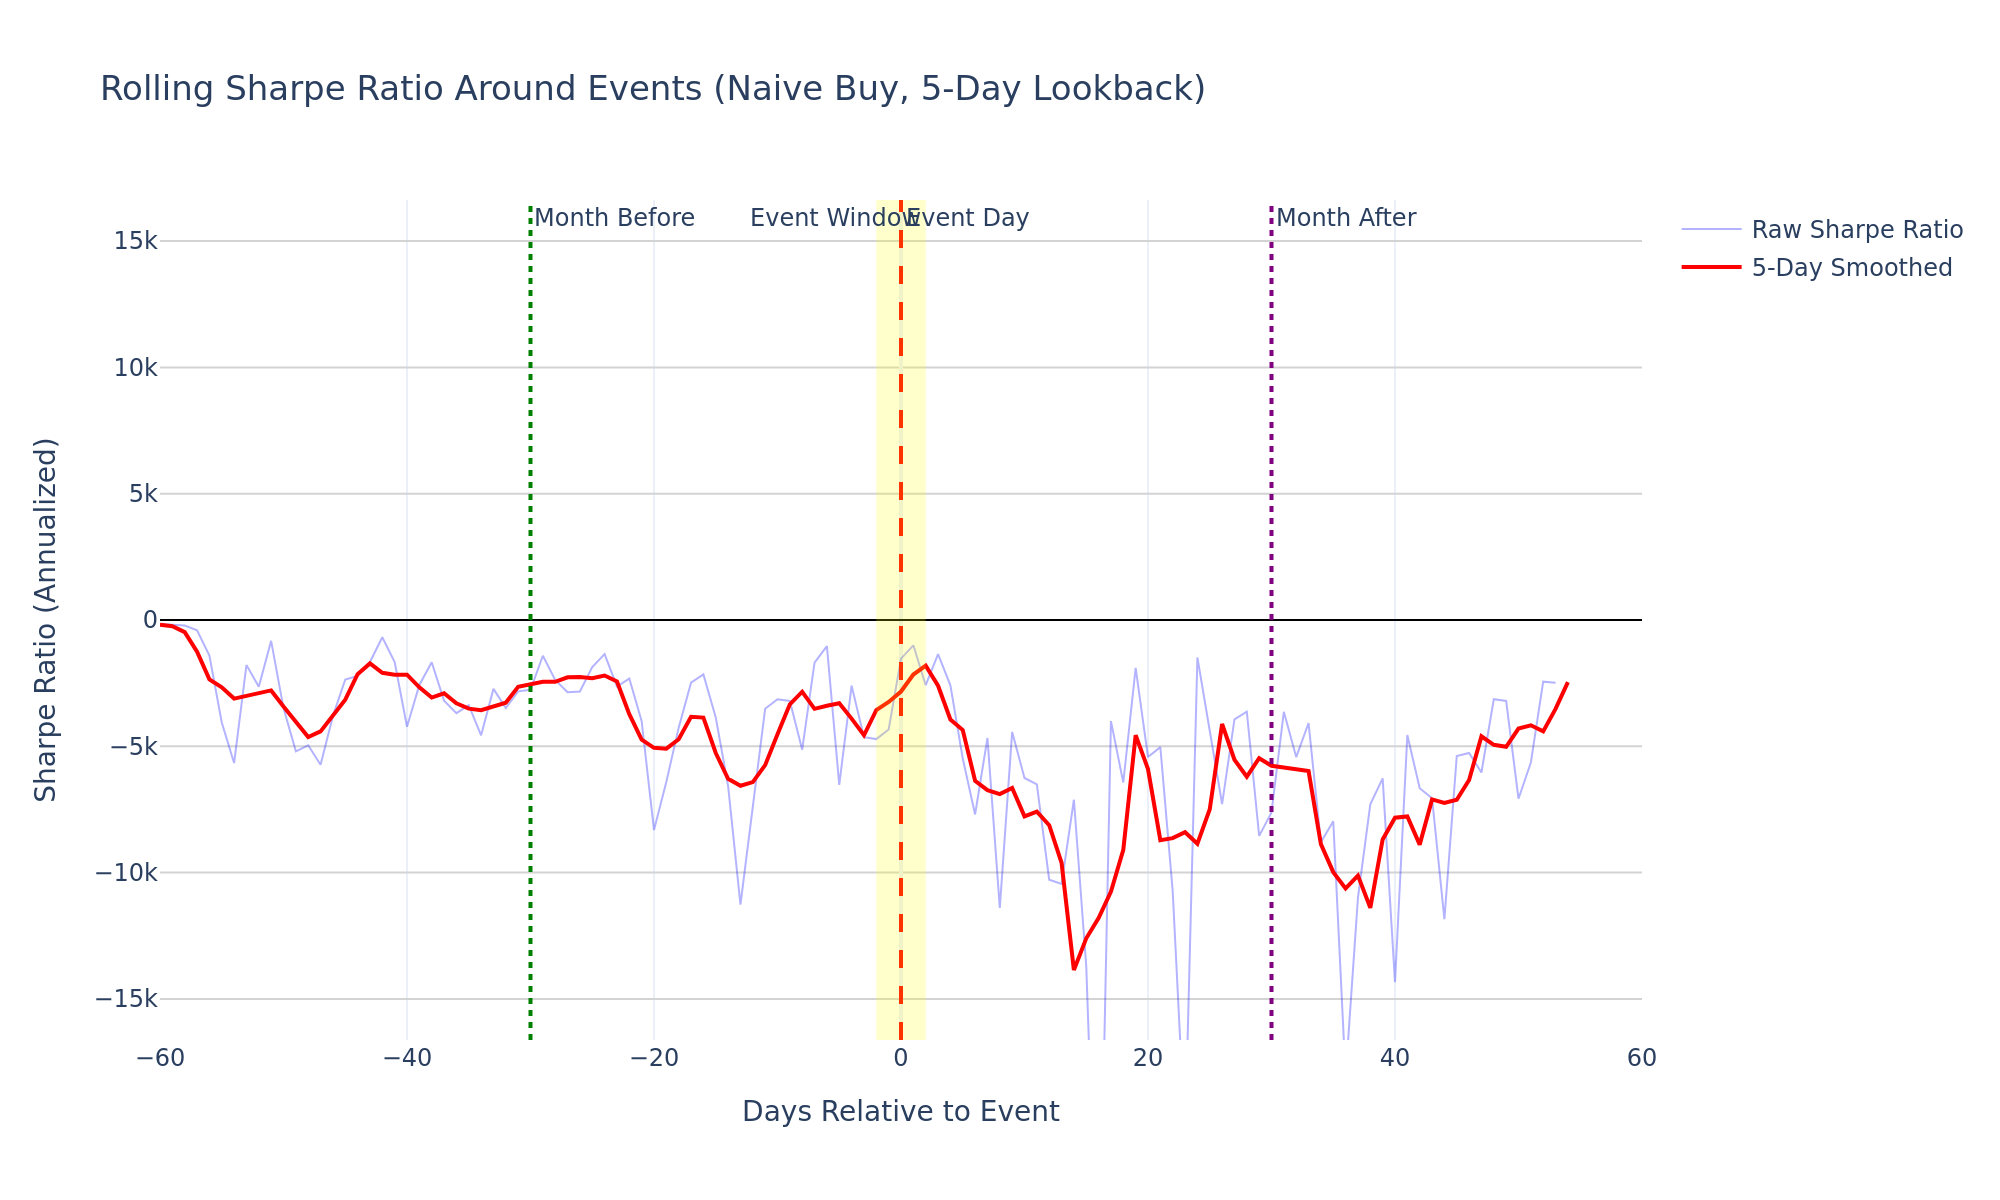 Rolling Sharpe Ratio Around Events (Naive Buy, 5-Day Lookback)
Month Before
Event Window
Event Day
Month After
Raw Sharpe Ratio
5-Day Smoothed
15k
10k
5k
0
−5k
−10k
−15k
Sharpe Ratio (Annualized)
−60
−40
−20
0
20
40
60
Days Relative to Event